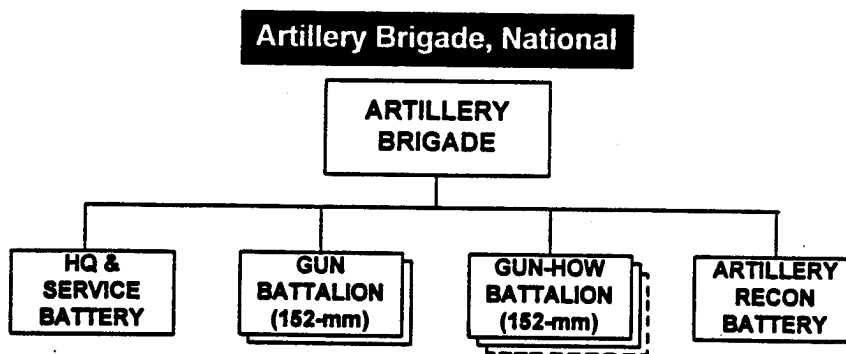 Artillery Brigade, National
ARTILLERY
BRIGADE
HQ &
SERVICE
BATTERY
GUN
BATTALION
(152-mm)
GUN-HOW
BATTALION
(152-mm)
ARTILLERY
RECON
BATTERY